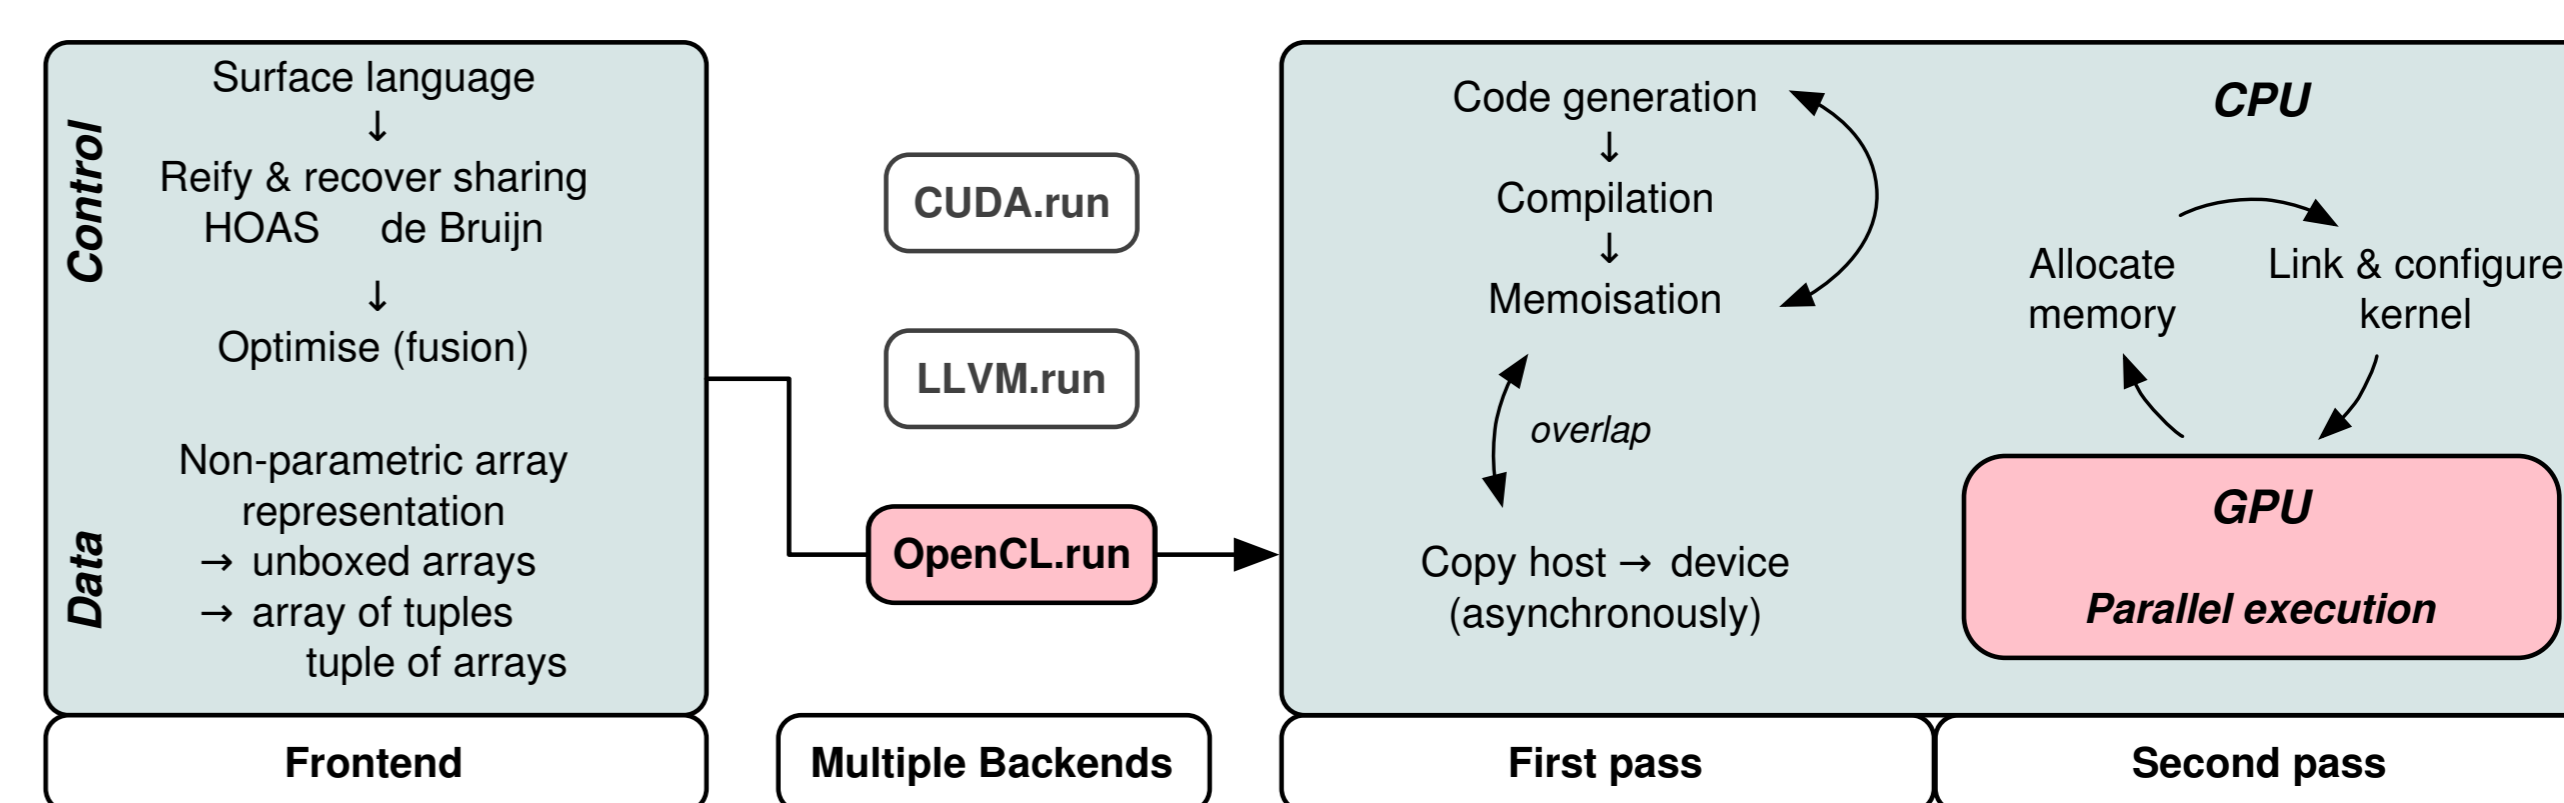 Control
Surface language
↓
Reify & recover sharing
HOAS de Bruijn
↓
Optimise (fusion)
Data
Non-parametric array
representation
→ unboxed arrays
→ array of tuples
tuple of arrays
Frontend
CUDA.run
LLVM.run
OpenCL.run
Multiple Backends
Code generation
↓
Compilation
↓
Memoisation
overlap
Copy host → device
(asynchronously)
First pass
CPU
Allocate
memory
Link & configure
kernel
GPU
Parallel execution
Second pass